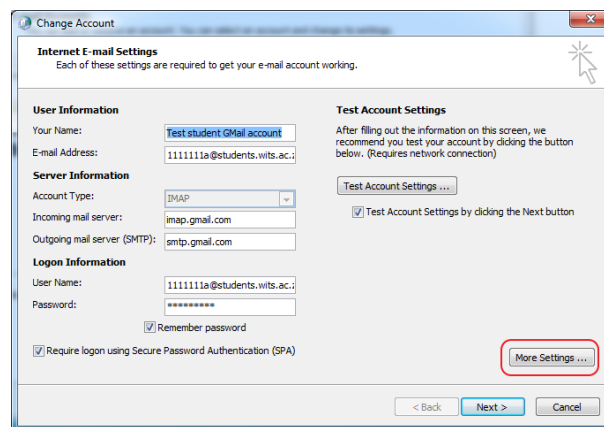 Change Account
Internet E-mail Settings
Each of these settings are required to get your e-mail account working.
User Information
Your Name:
Test student GMail account
E-mail Address:
1111111a@students.wits.ac.z
Server Information
Account Type:
IMAP
Incoming mail server:
imap.gmail.com
Outgoing mail server (SMTP):
smtp.gmail.com
Logon Information
User Name:
1111111a@students.wits.ac.z
Password:
*********
Remember password
Require logon using Secure Password Authentication (SPA)
Test Account Settings
After filling out the information on this screen, we
recommend you test your account by clicking the button
below. (Requires network connection)
Test Account Settings ...
Test Account Settings by clicking the Next button
More Settings ...
< Back
Next >
Cancel